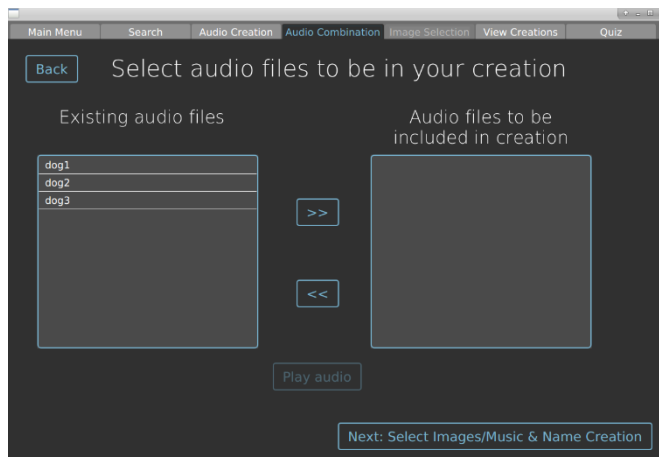 Main Menu Search Audio Creation Audio Combination Image Selection View Creations Quiz
Back Select audio files to be in your creation
Existing audio files
Audio files to be
included in creation
dog1
dog2
dog3
>>
<<
Play audio
Next: Select Images/Music & Name Creation